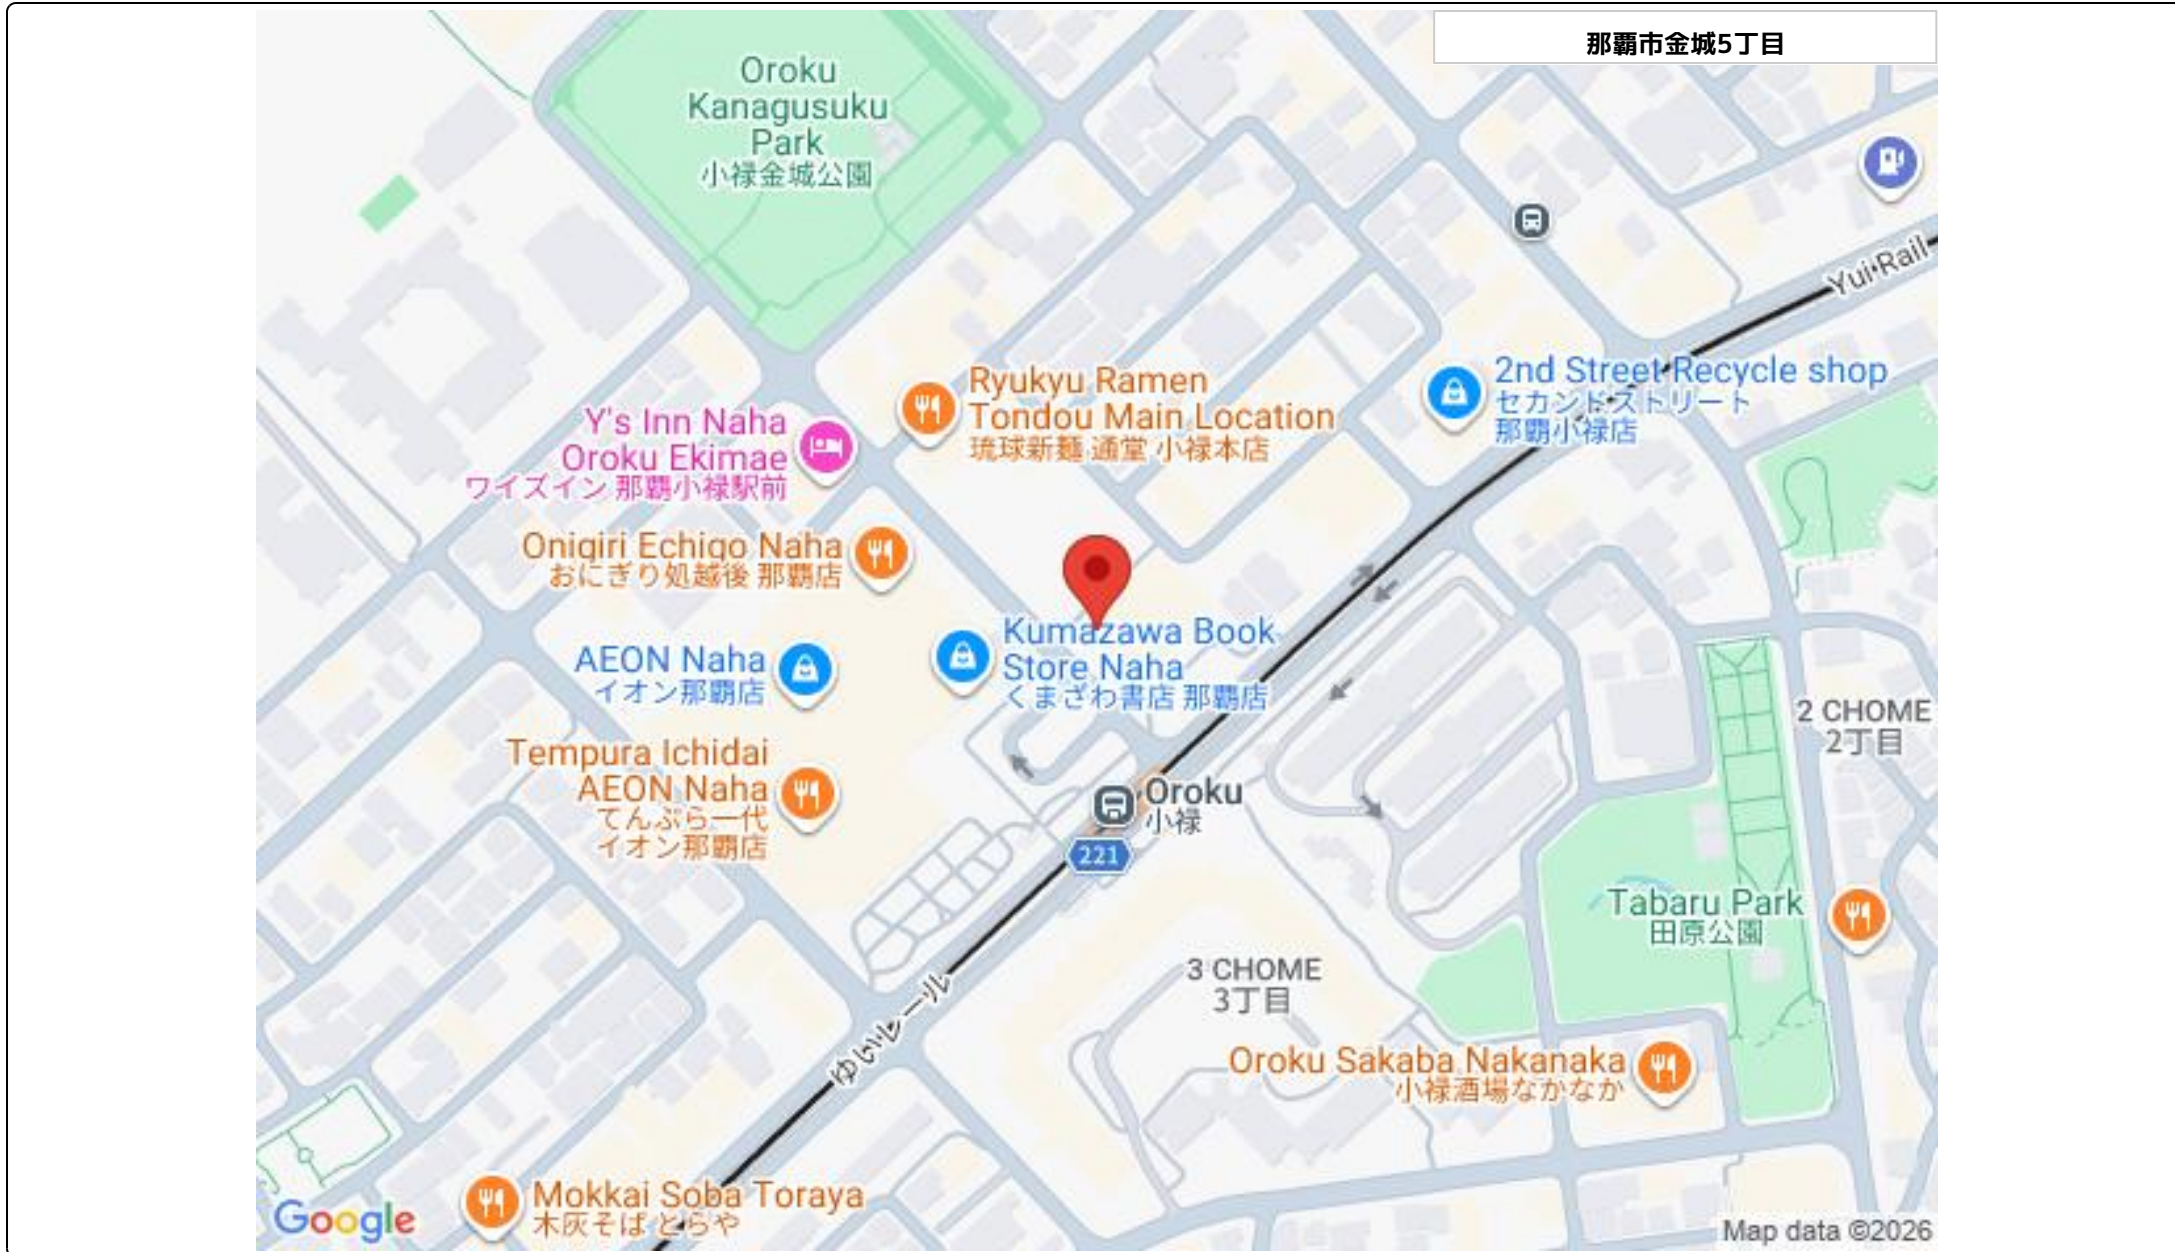 那覇市金城5丁目
Oroku
Kanagusuku
Park
小禄金城公園
Yui Rail
Ryukyu Ramen
Tondou Main Location
琉球新麺 通堂 小禄本店
2nd Street Recycle shop
セカンドストリート
那覇小禄店
Y's Inn Naha
Oroku Ekimae
ワイズイン 那覇小禄駅前
Onigiri Echigo Naha
おにぎり処越後 那覇店
Kumazawa Book
Store Naha
くまざわ書店 那覇店
AEON Naha
イオン那覇店
2 CHOME
2丁目
Tempura Ichidai
AEON Naha
てんぷら一代
イオン那覇店
Oroku
小禄
221
Tabaru Park
田原公園
3 CHOME
3丁目
ゆいレール
Oroku Sakaba Nakanaka
小禄酒場なかなか
Mokkai Soba Toraya
木灰そば とらや
Google
Map data ©2026